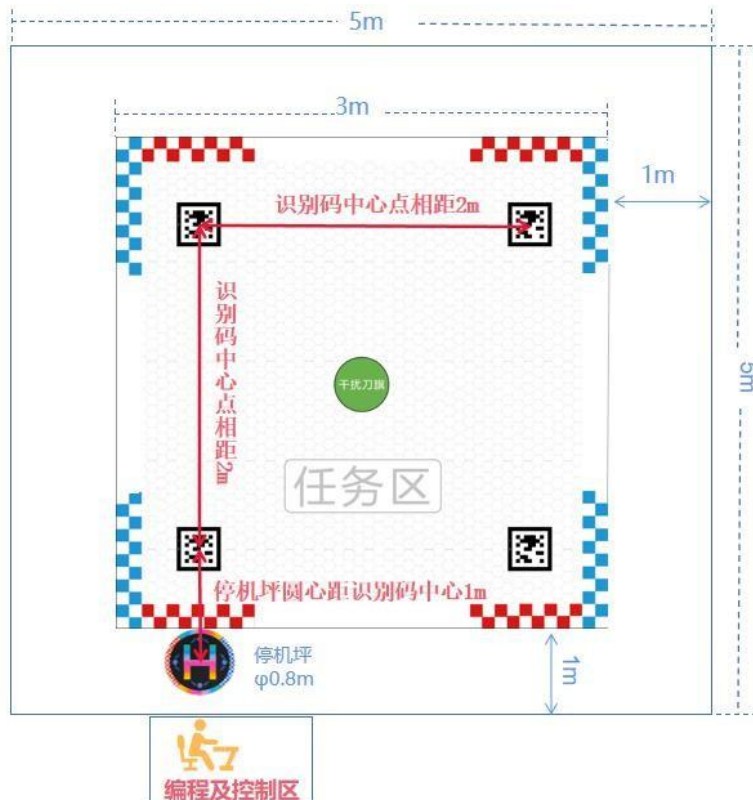 5m
3m
1m
识别码中心点相距2m
识别码中心点相距2m
5m
干扰刀旗
任务区
停机坪圆心距识别码中心1m
H
停机坪
φ0.8m
1m
编程及控制区